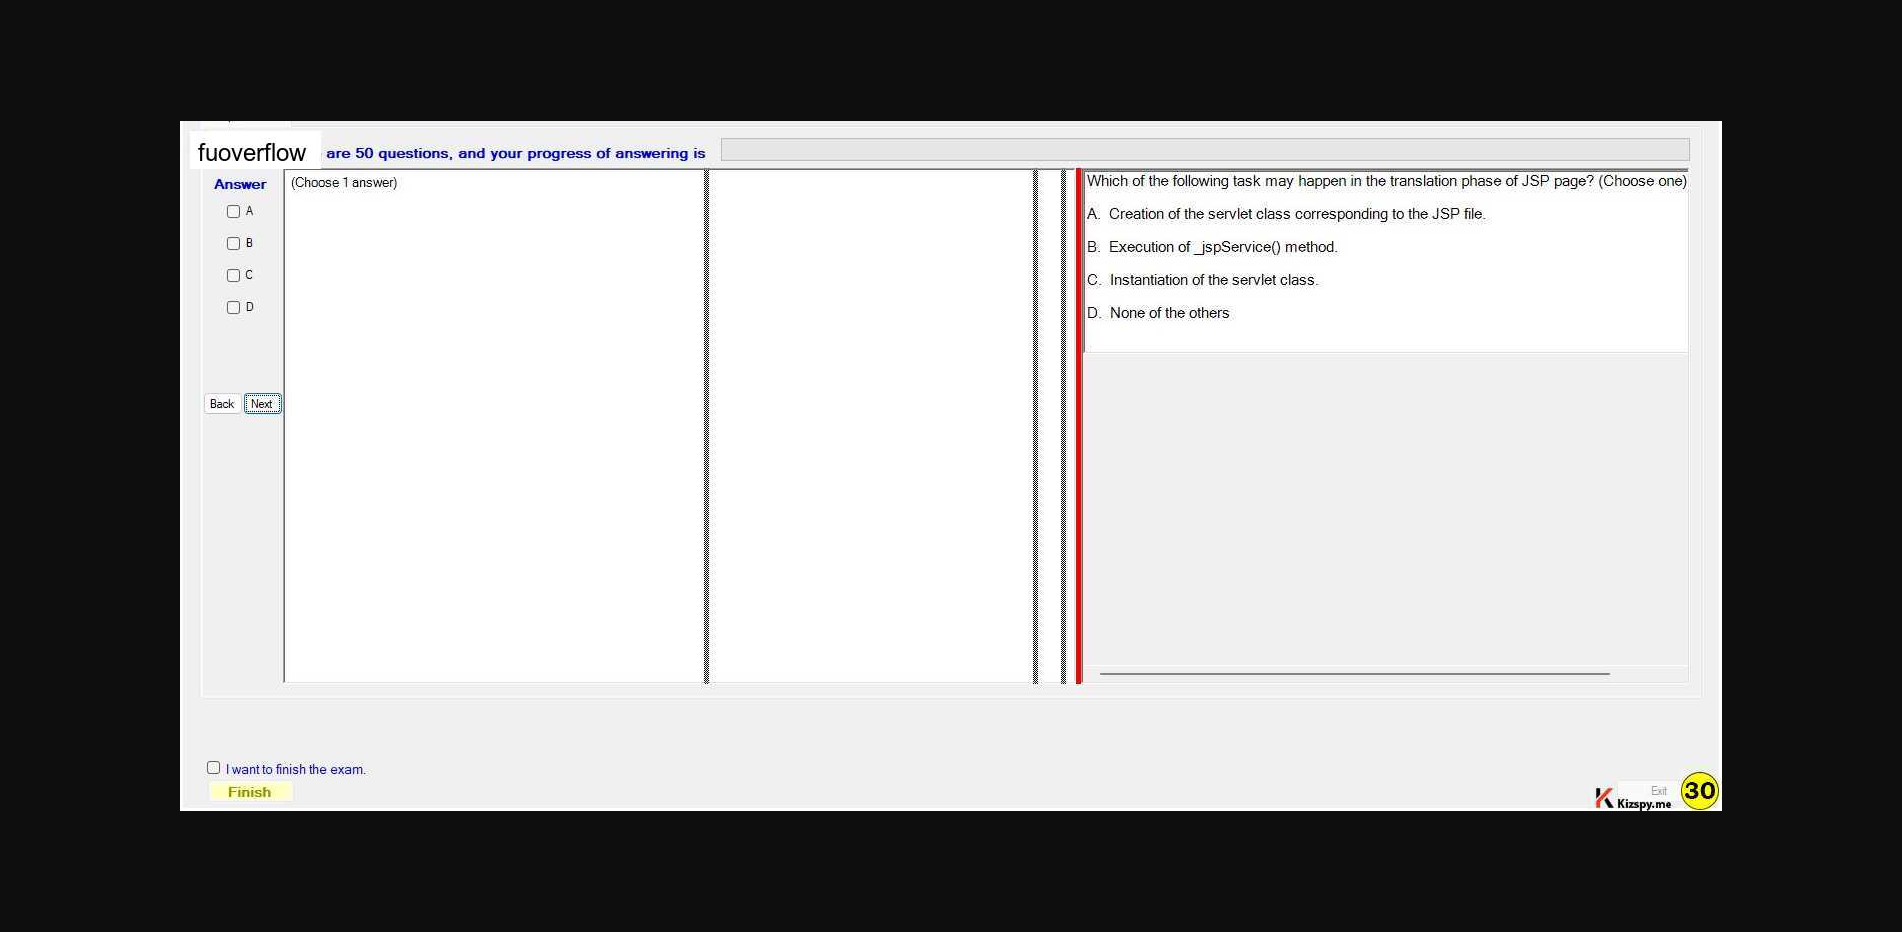 fuoverflow are 50 questions, and your progress of answering is
Answer
A
B
C
D
Back Next
(Choose 1 answer)
Which of the following task may happen in the translation phase of JSP page? (Choose one)
A. Creation of the servlet class corresponding to the JSP file.
B. Execution of _jspService() method.
C. Instantiation of the servlet class.
D. None of the others
I want to finish the exam.
Finish
Exit
Kizspy.me
30